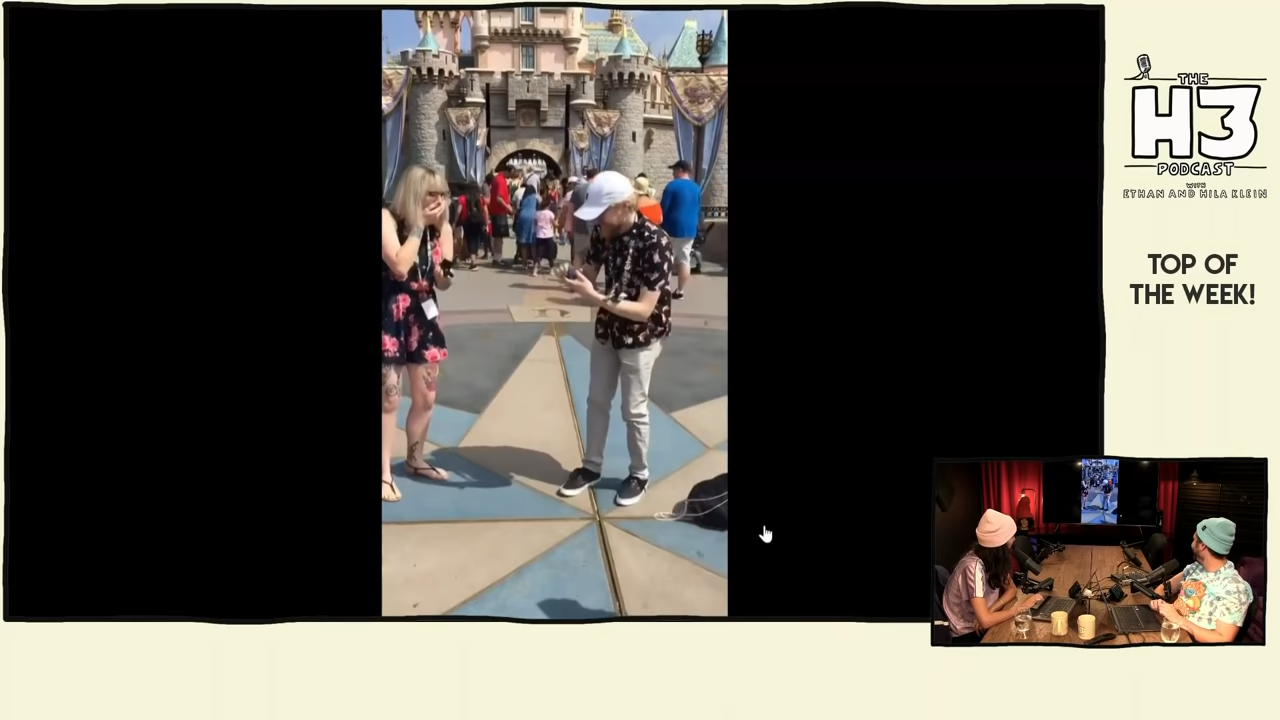 THE
H3
PODCAST
WITH
ETHAN AND HILA KLEIN
TOP OF
THE WEEK!